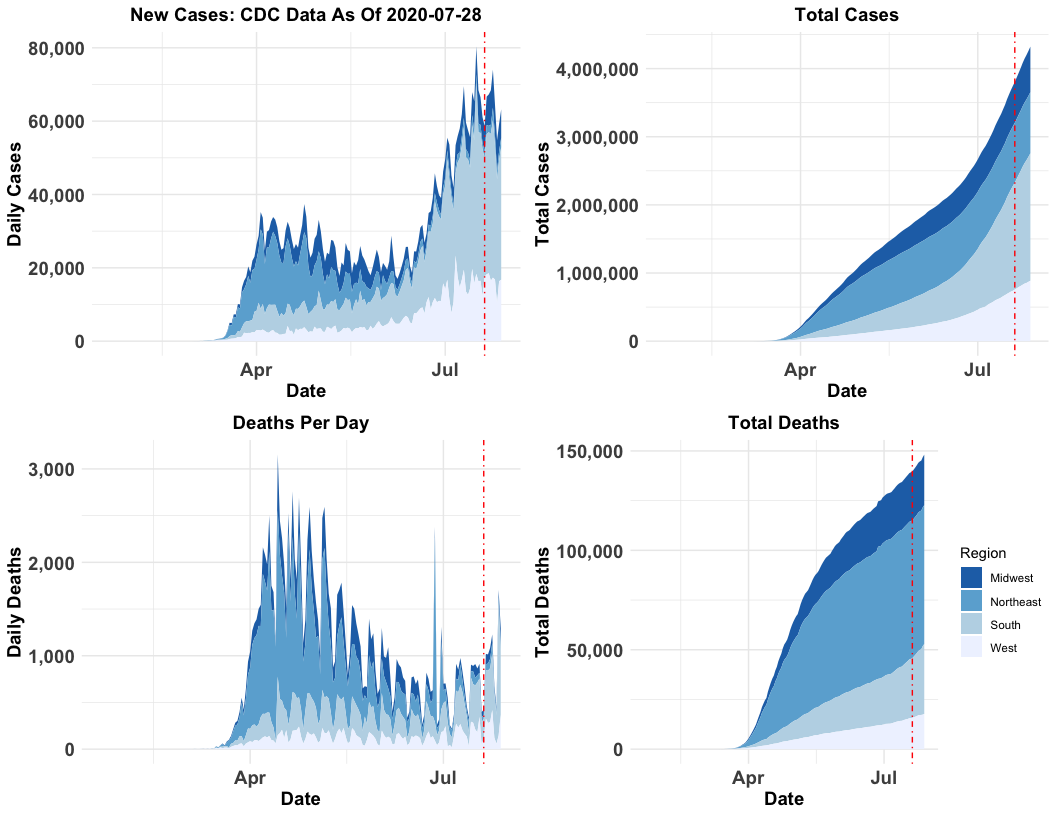 New Cases: CDC Data As Of 2020-07-28
Daily Cases
80,000
60,000
40,000
20,000
0
Apr
Jul
Date
Total Cases
Total Cases
4,000,000
3,000,000
2,000,000
1,000,000
0
Apr
Jul
Date
Deaths Per Day
Daily Deaths
3,000
2,000
1,000
0
Apr
Jul
Date
Total Deaths
Total Deaths
150,000
100,000
50,000
0
Apr
Jul
Date
Region
Midwest
Northeast
South
West